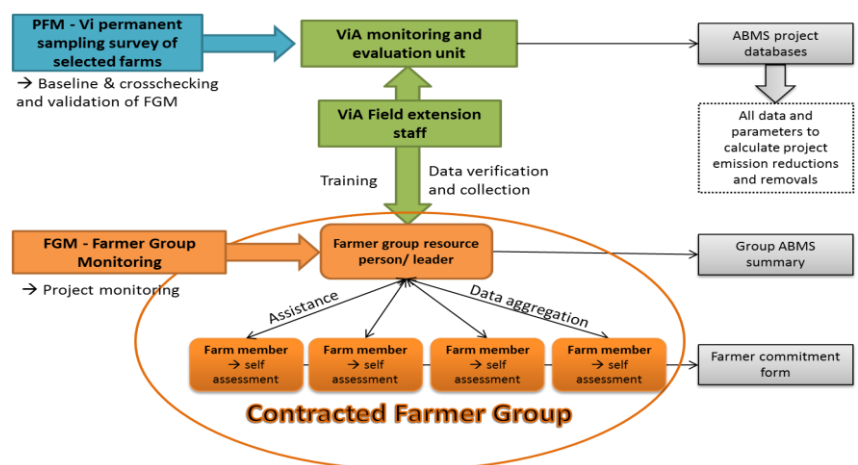 PFM - Vi permanent
sampling survey of
selected farms
→ Baseline & crosschecking
and validation of FGM
ViA monitoring and
evaluation unit
ABMS project
databases
ViA Field extension
staff
All data and
parameters to
calculate project
emission reductions
and removals
Training
Data verification
and collection
FGM - Farmer Group
Monitoring
→ Project monitoring
Farmer group resource
person/ leader
Group ABMS
summary
Assistance
Data aggregation
Farm member
→ self
assessment
Farm member
→ self
assessment
Farm member
→ self
assessment
Farm member
→ self
assessment
Farmer commitment
form
Contracted Farmer Group